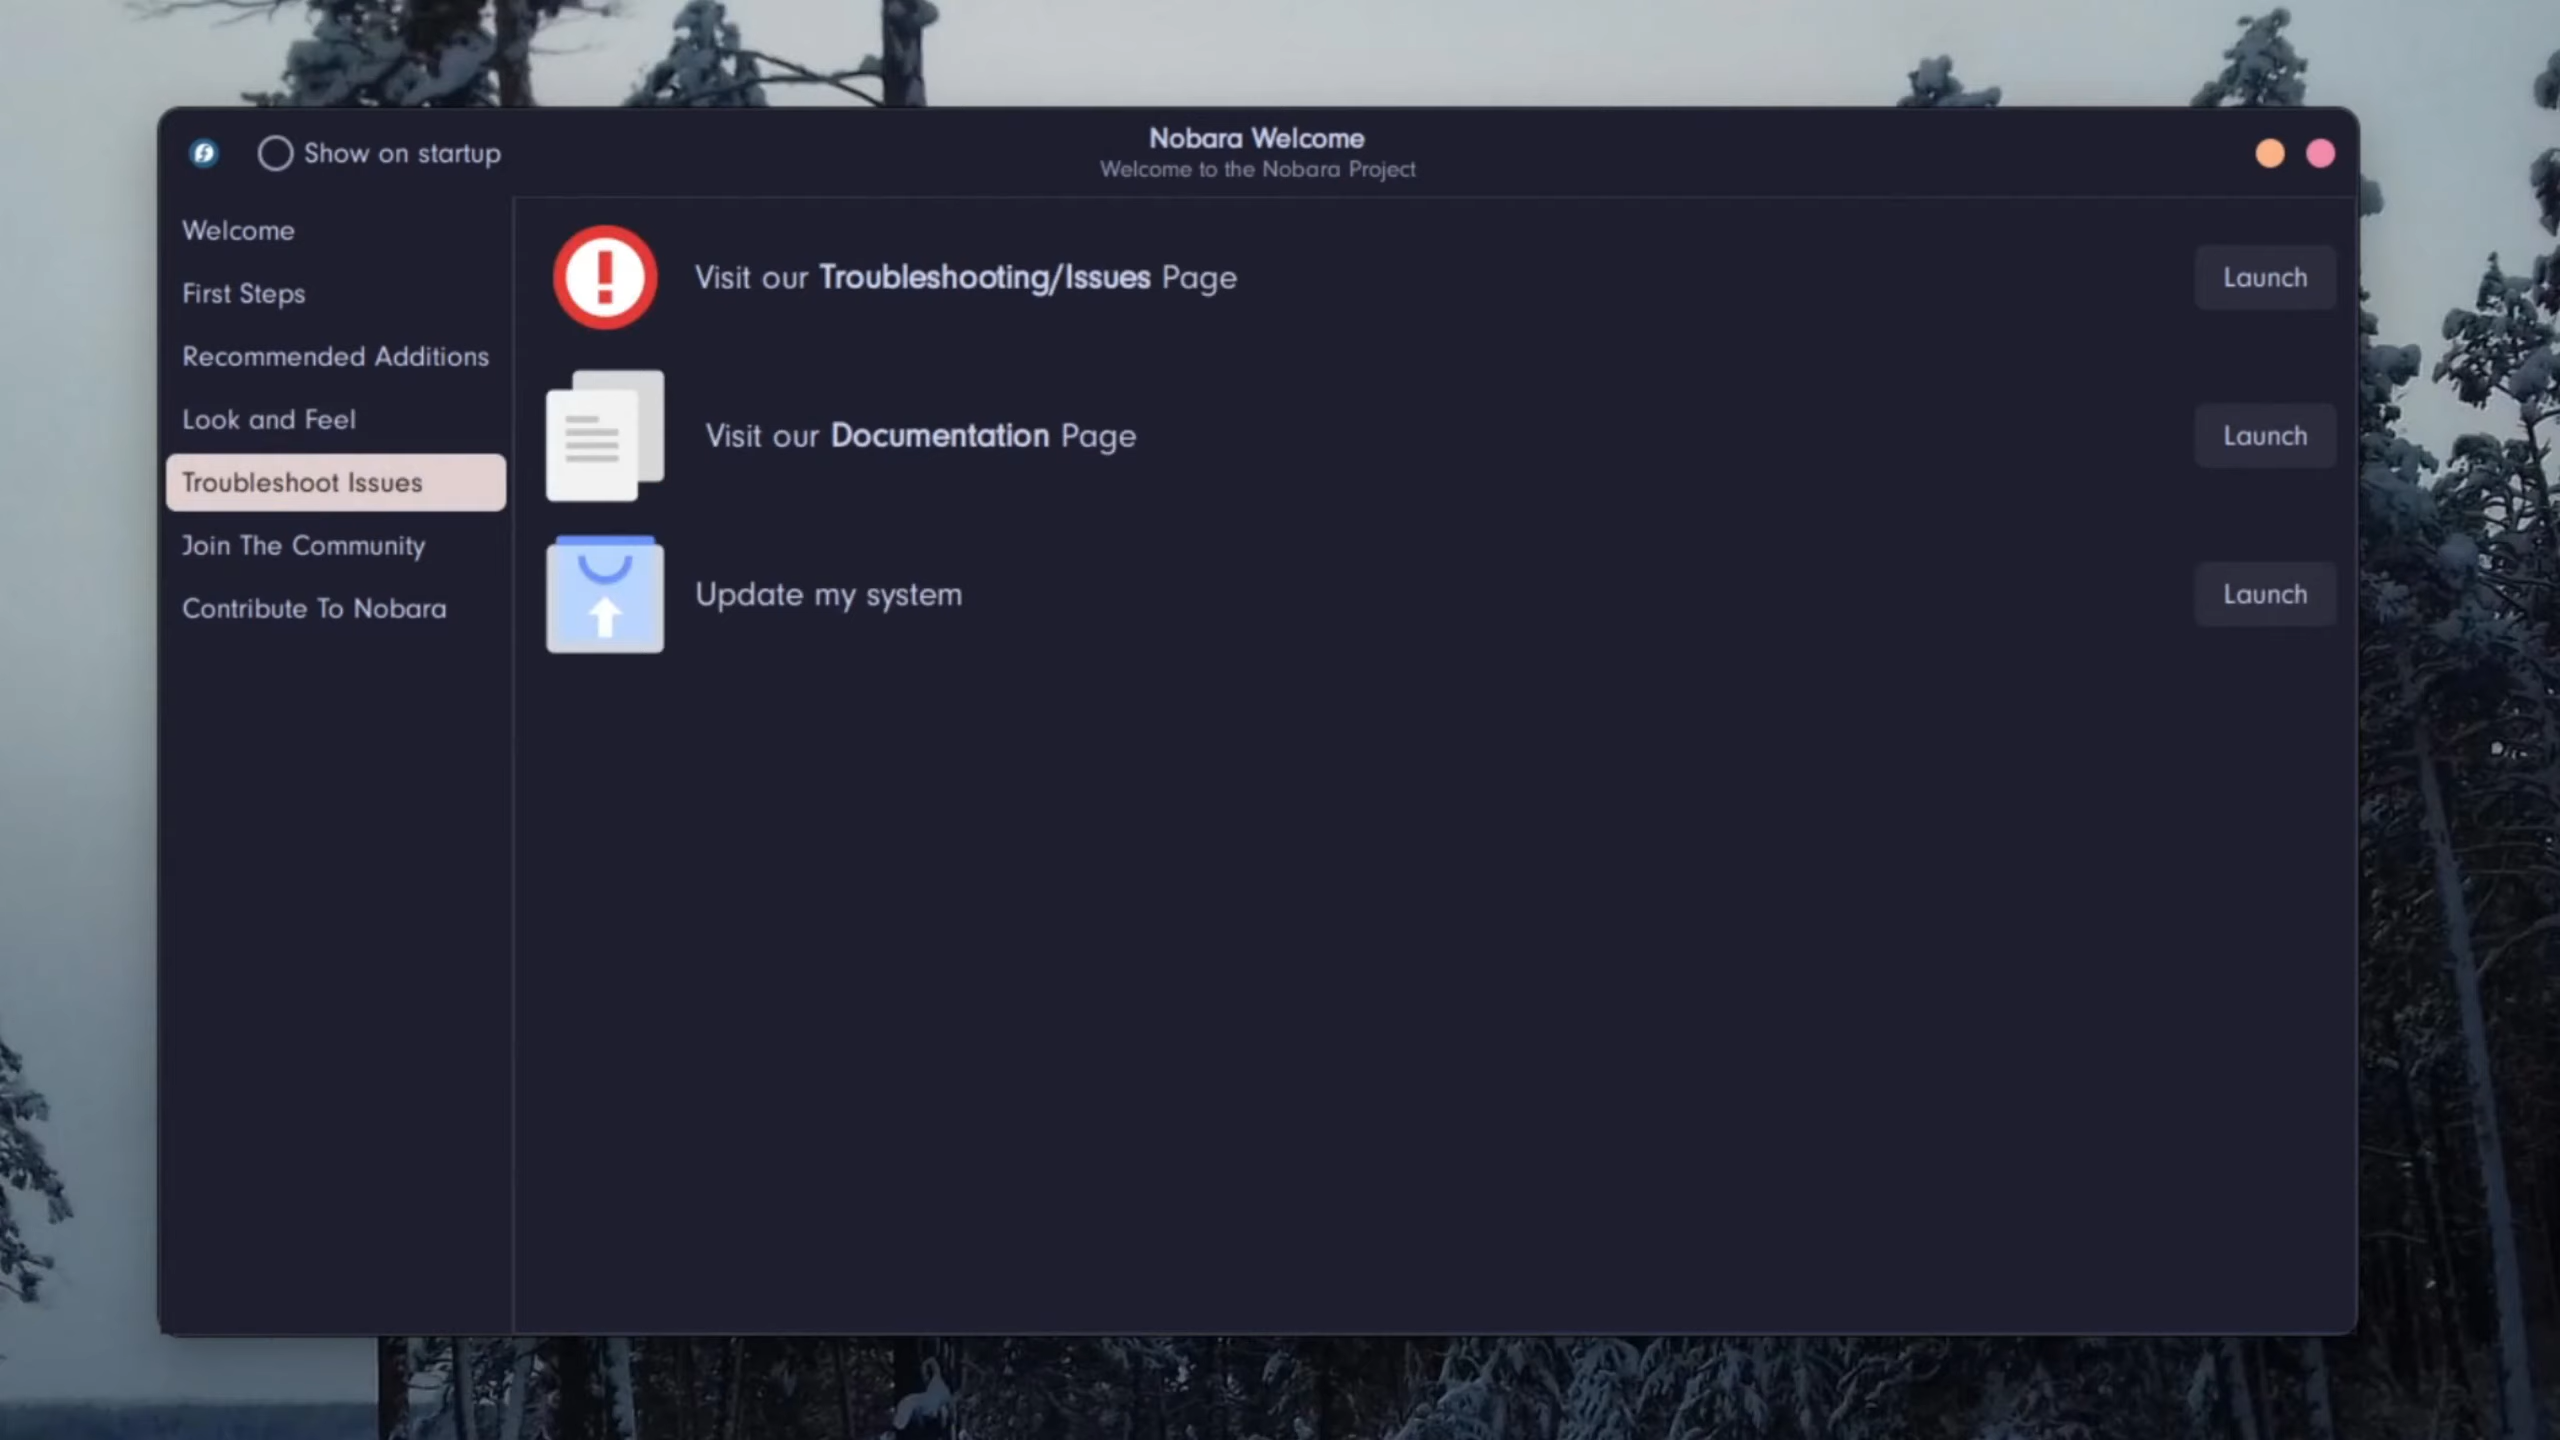 Show on startup
Nobara Welcome
Welcome to the Nobara Project
Welcome
First Steps
Recommended Additions
Look and Feel
Troubleshoot Issues
Join The Community
Contribute To Nobara
Visit our Troubleshooting/Issues Page
Launch
Visit our Documentation Page
Launch
Update my system
Launch